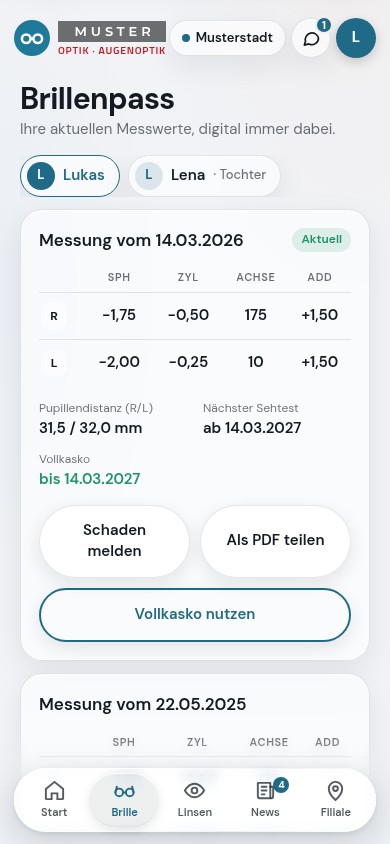 MUSTER
OPTIK · AUGENOPTIK
Musterstadt
1
L
Brillenpass
Ihre aktuellen Messwerte, digital immer dabei.
L Lukas
L Lena · Tochter
Messung vom 14.03.2026
Aktuell
SPH ZYL ACHSE ADD
R −1,75 −0,50 175 +1,50
L −2,00 −0,25 10 +1,50
Pupillendistanz (R/L) Nächster Sehtest
31,5 / 32,0 mm ab 14.03.2027
Vollkasko
bis 14.03.2027
Schaden
melden
Als PDF teilen
Vollkasko nutzen
Messung vom 22.05.2025
SPH ZYL ACHSE ADD
4
Start Brille Linsen News Filiale